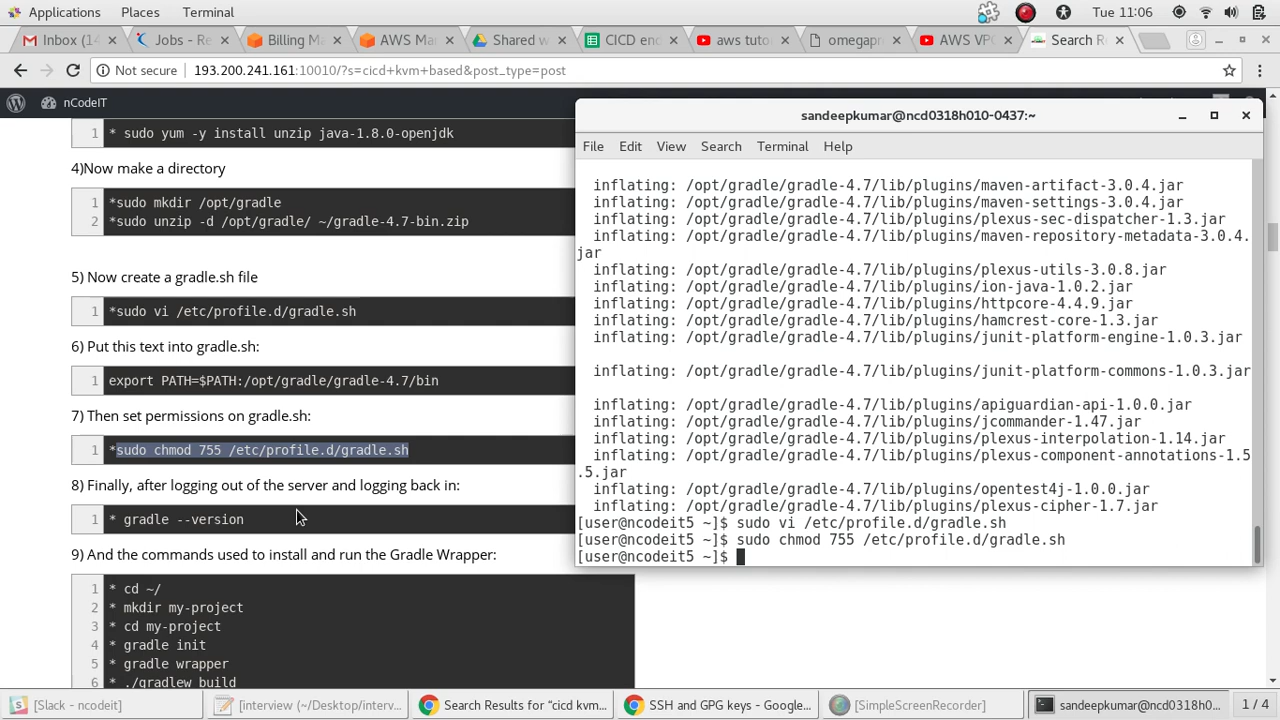 Applications Places Terminal Tue 11:06
Inbox (14 Jobs - Re Billing M AWS Ma Shared w CICD en aws tuto omegap AWS VPC Search R
Not secure 193.200.241.161:10010/?s=cicd+kvm+based&post_type=post
nCodeIT
1 * sudo yum -y install unzip java-1.8.0-openjdk
4)Now make a directory
1 *sudo mkdir /opt/gradle
2 *sudo unzip -d /opt/gradle/ ~/gradle-4.7-bin.zip
5) Now create a gradle.sh file
1 *sudo vi /etc/profile.d/gradle.sh
6) Put this text into gradle.sh:
1 export PATH=$PATH:/opt/gradle/gradle-4.7/bin
7) Then set permissions on gradle.sh:
1 *sudo chmod 755 /etc/profile.d/gradle.sh
8) Finally, after logging out of the server and logging back in:
1 * gradle --version
9) And the commands used to install and run the Gradle Wrapper:
1 * cd ~/
2 * mkdir my-project
3 * cd my-project
4 * gradle init
5 * gradle wrapper
6 * ./gradlew build
sandeepkumar@ncd0318h010-0437:~
File Edit View Search Terminal Help
inflating: /opt/gradle/gradle-4.7/lib/plugins/maven-artifact-3.0.4.jar
inflating: /opt/gradle/gradle-4.7/lib/plugins/maven-settings-3.0.4.jar
inflating: /opt/gradle/gradle-4.7/lib/plugins/plexus-sec-dispatcher-1.3.jar
inflating: /opt/gradle/gradle-4.7/lib/plugins/maven-repository-metadata-3.0.4.
jar
inflating: /opt/gradle/gradle-4.7/lib/plugins/plexus-utils-3.0.8.jar
inflating: /opt/gradle/gradle-4.7/lib/plugins/ion-java-1.0.2.jar
inflating: /opt/gradle/gradle-4.7/lib/plugins/httpcore-4.4.9.jar
inflating: /opt/gradle/gradle-4.7/lib/plugins/hamcrest-core-1.3.jar
inflating: /opt/gradle/gradle-4.7/lib/plugins/junit-platform-engine-1.0.3.jar
inflating: /opt/gradle/gradle-4.7/lib/plugins/junit-platform-commons-1.0.3.jar
inflating: /opt/gradle/gradle-4.7/lib/plugins/apiguardian-api-1.0.0.jar
inflating: /opt/gradle/gradle-4.7/lib/plugins/jcommander-1.47.jar
inflating: /opt/gradle/gradle-4.7/lib/plugins/plexus-interpolation-1.14.jar
inflating: /opt/gradle/gradle-4.7/lib/plugins/plexus-component-annotations-1.5
.5.jar
inflating: /opt/gradle/gradle-4.7/lib/plugins/opentest4j-1.0.0.jar
inflating: /opt/gradle/gradle-4.7/lib/plugins/plexus-cipher-1.7.jar
[user@ncodeit5 ~]$ sudo vi /etc/profile.d/gradle.sh
[user@ncodeit5 ~]$ sudo chmod 755 /etc/profile.d/gradle.sh
[user@ncodeit5 ~]$
[Slack - ncodeit] [interview (~/Desktop/interv... Search Results for “cicd kvm... SSH and GPG keys - Google... [SimpleScreenRecorder] sandeepkumar@ncd0318h0... 1 / 4